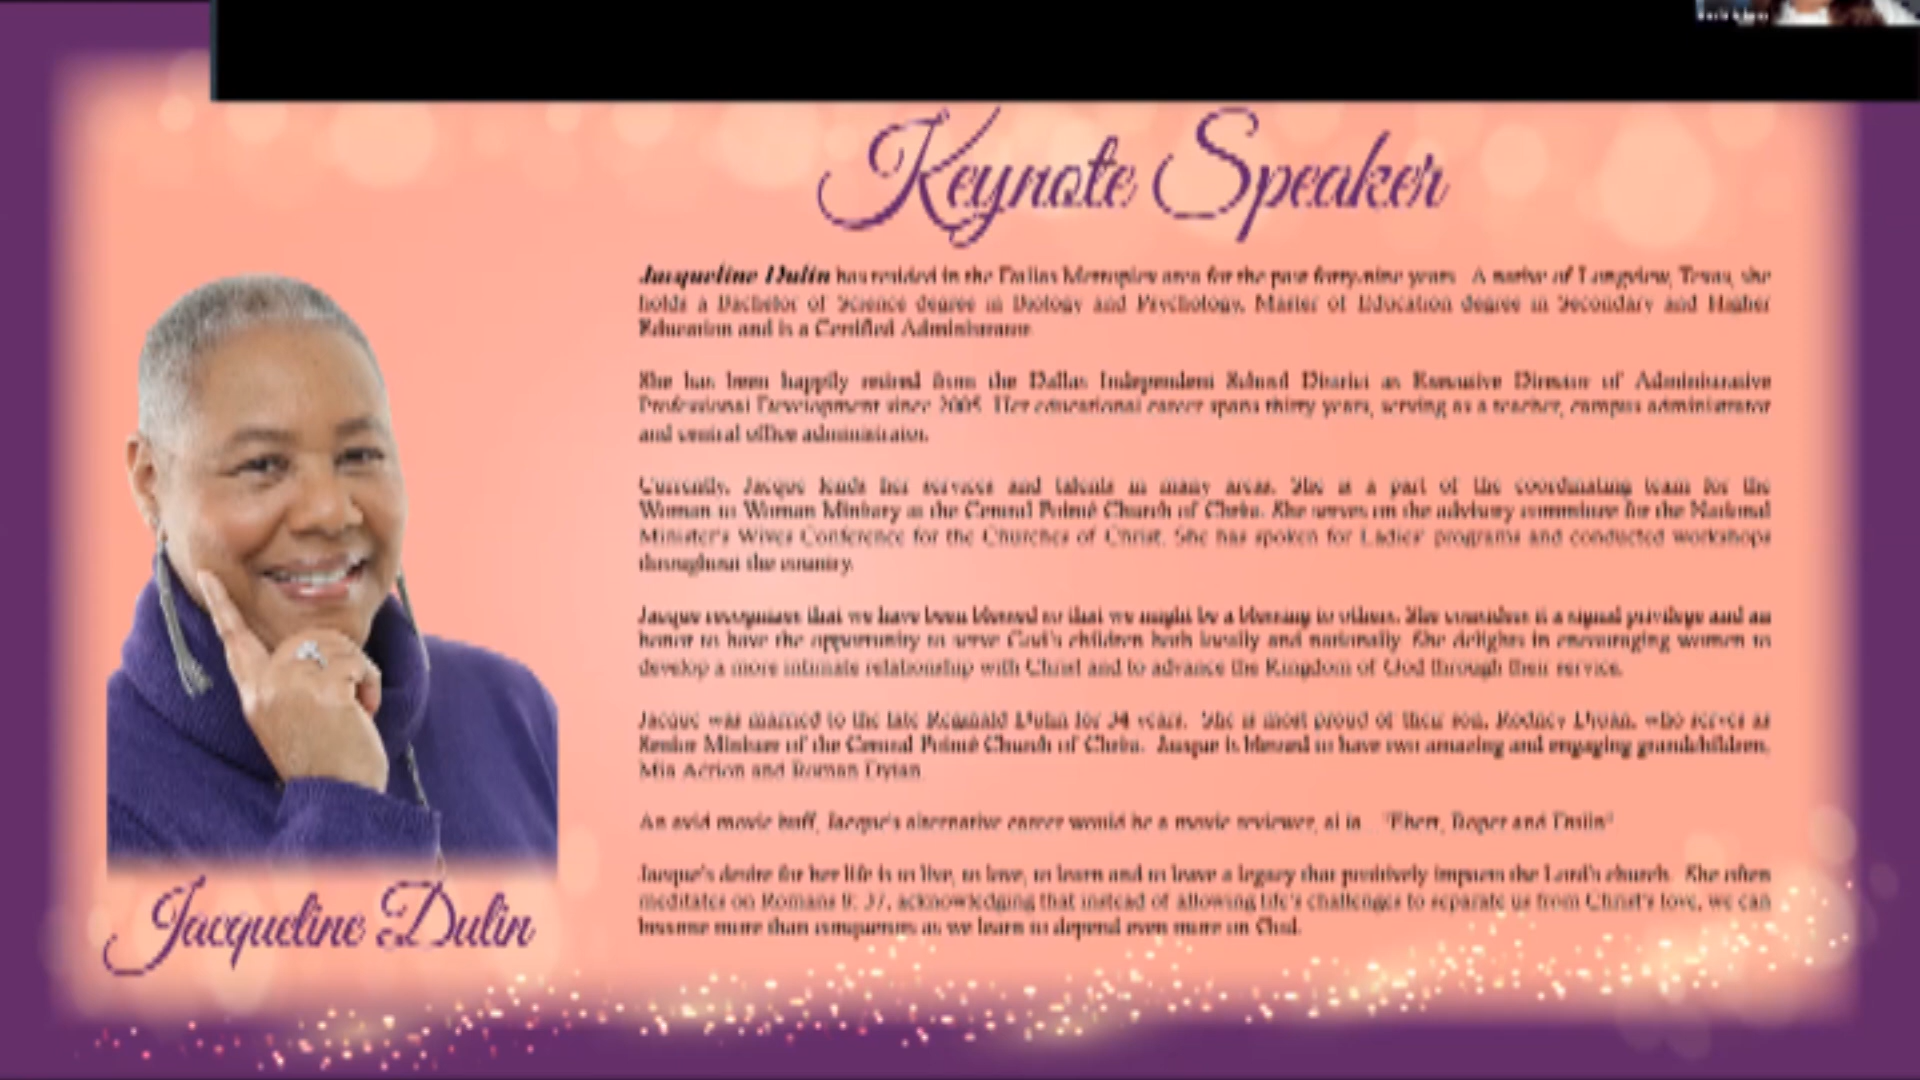 Keynote Speaker
Jacqueline Dulin has resided in the Dallas Metroplex area for the past forty-nine years. A native of Longview, Texas, she
holds a Bachelor of Science degree in Biology and Psychology, Master of Education degree in Secondary and Higher
Education and is a Certified Administrator.
She has been happily retired from the Dallas Independent School District as Executive Director of Administrative
Professional Development since 2005. Her educational career spans thirty years, serving as a teacher, campus administrator
and central office administrator.
Currently, Jacque lends her services and talents in many areas. She is a part of the coordinating team for the
Woman to Woman Ministry at the Central Pointe Church of Christ. She serves on the advisory committee for the National
Minister's Wives Conference for the Churches of Christ. She has spoken for Ladies' programs and conducted workshops
throughout the country.
Jacque recognizes that we have been blessed so that we might be a blessing to others. She considers it a signal privilege and an
honor to have the opportunity to serve God's children both locally and nationally. She delights in encouraging women to
develop a more intimate relationship with Christ and to advance the Kingdom of God through their service.
Jacque was married to the late Reginald Dulin for 34 years. She is most proud of their son, Rodney who serves as
Senior Minister of the Central Pointe Church of Christ. Jacque is blessed to have two amazing and engaging grandchildren,
Mia and Roman
An avid movie buff, Jacque's alternative career would be a movie reviewer, al la "Ebert, Roper and Dulin"
Jacque's desire for her life is to live, to love, to learn and to leave a legacy that positively impacts the Lord's church. She often
meditates on Romans 8: 37, acknowledging that instead of allowing life's challenges to separate us from Christ's love, we can
become more than conquerors as we learn to depend even more on God.
Jacqueline Dulin